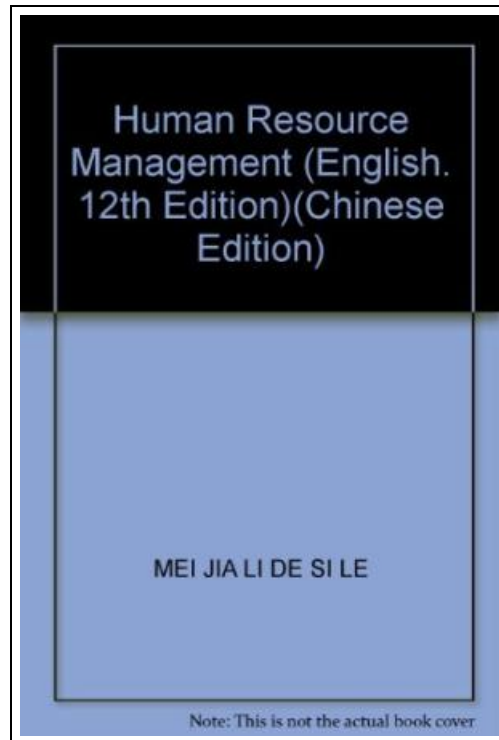 Human Resource
Management (English.
12th Edition)(Chinese
Edition)
MEI JIA LI DE SI LE
Note: This is not the actual book cover